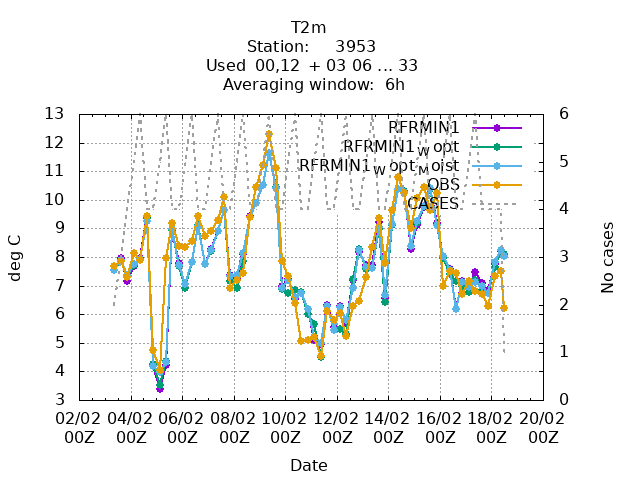 T2m
Station: 3953
Used 00,12 + 03 06 ... 33
Averaging window: 6h
13 6
12
11 5
10 4
9
8
7 3
6 2
5
4 1
3 0
RFRMIN1
RFRMIN1_W opt
RFRMIN1_W opt_M oist
OBS
CASES
deg C
No cases
02/02 04/02 06/02 08/02 10/02 12/02 14/02 16/02 18/02 20/02
00Z 00Z 00Z 00Z 00Z 00Z 00Z 00Z 00Z 00Z
Date